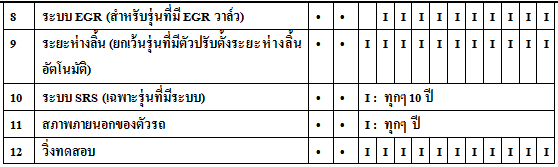 8 ระบบ EGR (สำหรับรุ่นที่มี EGR วาล์ว) • • I I I I I I I I I I
9 ระยะห่างลิ้น (ยกเว้นรุ่นที่มีตัวปรับตั้งระยะห่างลิ้น • • I I I I I I I I I I I
อัตโนมัติ)
10 ระบบ SRS (เฉพาะรุ่นที่มีระบบ) • • I : ทุกๆ 10 ปี
11 สภาพภายนอกของตัวรถ • • I : ทุกๆ ปี
12 วิ่งทดสอบ • • I I I I I I I I I I I